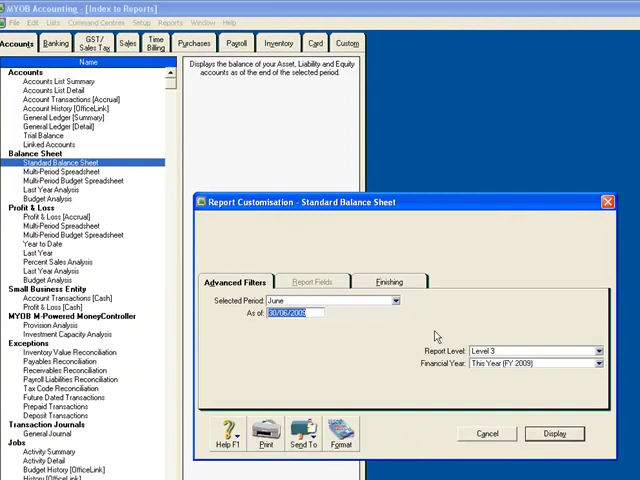 MYOB Accounting - [Index to Reports]
File Edit Lists Command Centres Setup Reports Window Help
Accounts Banking GST/ Sales Tax Sales Time Billing Purchases Payroll Inventory Card Custom
Name
Displays the balance of your Asset, Liability and Equity
accounts as of the end of the selected period.
Accounts
Accounts List Summary
Accounts List Detail
Account Transactions [Accrual]
Account History [OfficeLink]
General Ledger [Summary]
General Ledger [Detail]
Trial Balance
Linked Accounts
Balance Sheet
Standard Balance Sheet
Multi-Period Spreadsheet
Multi-Period Budget Spreadsheet
Last Year Analysis
Budget Analysis
Profit & Loss
Profit & Loss [Accrual]
Multi-Period Spreadsheet
Multi-Period Budget Spreadsheet
Year to Date
Last Year
Percent Sales Analysis
Last Year Analysis
Budget Analysis
Small Business Entity
Account Transactions [Cash]
Profit & Loss [Cash]
MYOB M-Powered MoneyController
Provision Analysis
Investment Capacity Analysis
Exceptions
Inventory Value Reconciliation
Payables Reconciliation
Receivables Reconciliation
Payroll Liabilities Reconciliation
Tax Code Reconciliation
Future Dated Transactions
Prepaid Transactions
Deposit Transactions
Transaction Journals
General Journal
Jobs
Activity Summary
Activity Detail
Budget History [OfficeLink]
Report Customisation - Standard Balance Sheet
Advanced Filters Report Fields Finishing
Selected Period: June
As of: 30/06/2009
Report Level: Level 3
Financial Year: This Year (FY 2009)
Help F1 Print Send To Format Cancel Display